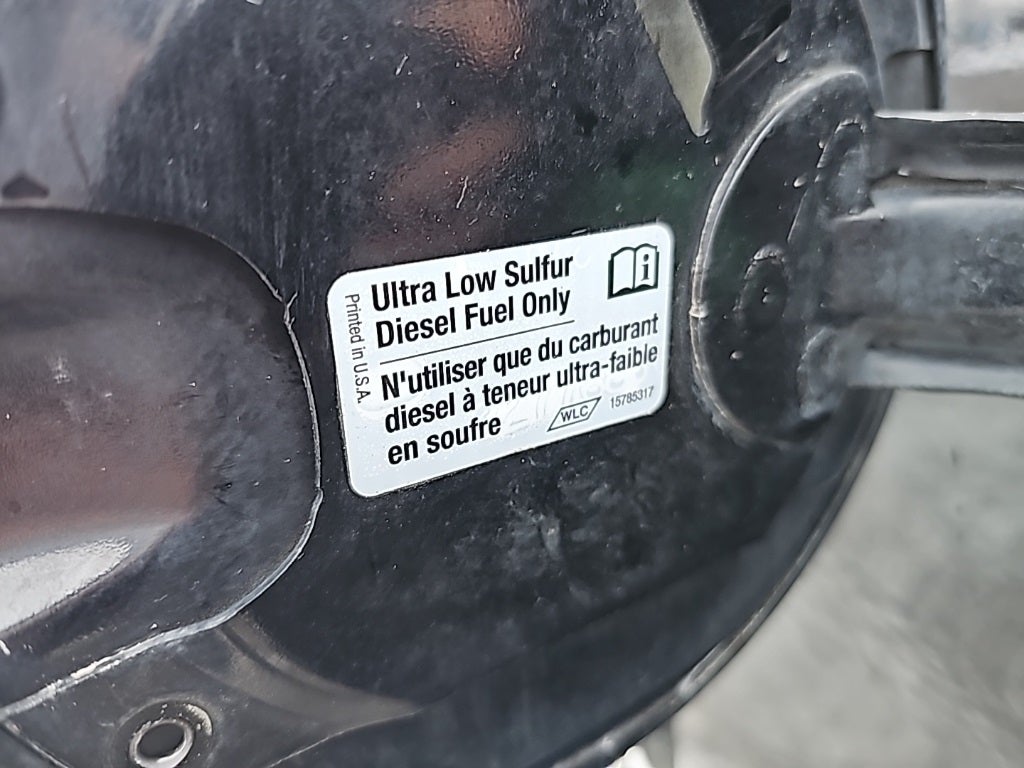 Printed in U.S.A.
Ultra Low Sulfur
Diesel Fuel Only
N'utiliser que du carburant
diesel à teneur ultra-faible
en soufre
WLC
15785317